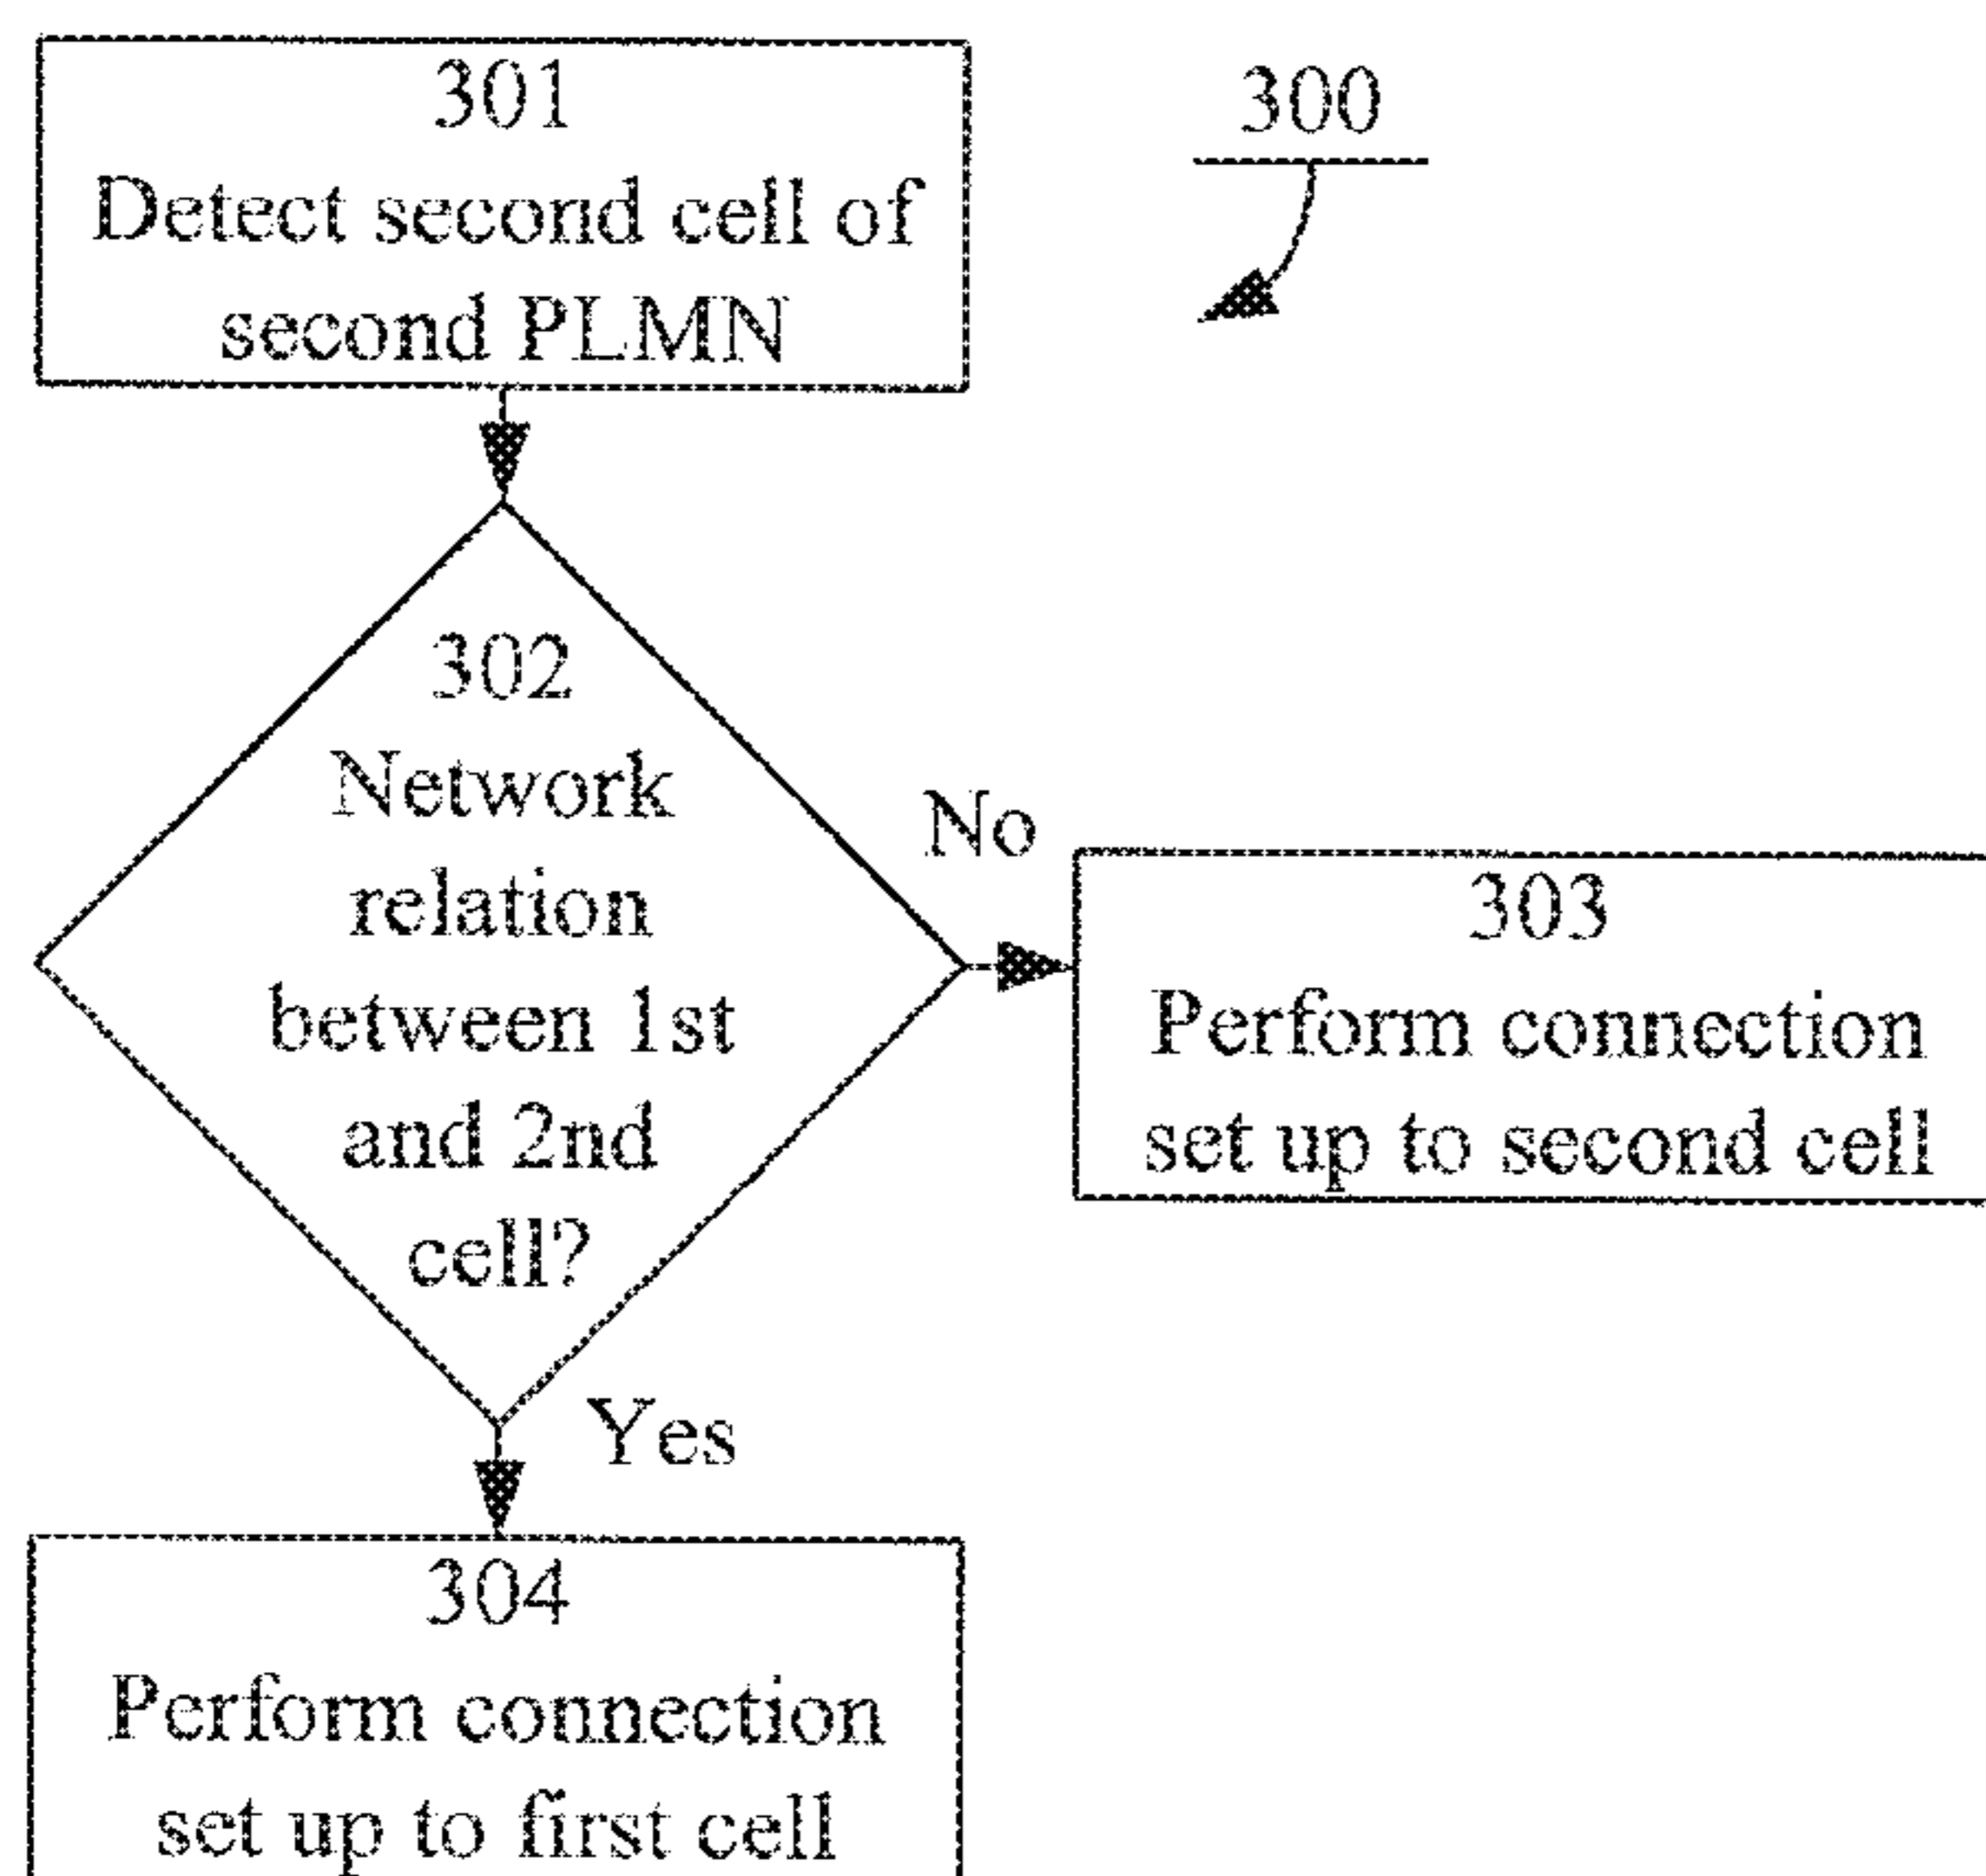 301
Detect second cell of
second PLMN
300
302
Network
relation
between 1st
and 2nd
cell?
No
303
Perform connection
set up to second cell
Yes
304
Perform connection
set up to first cell